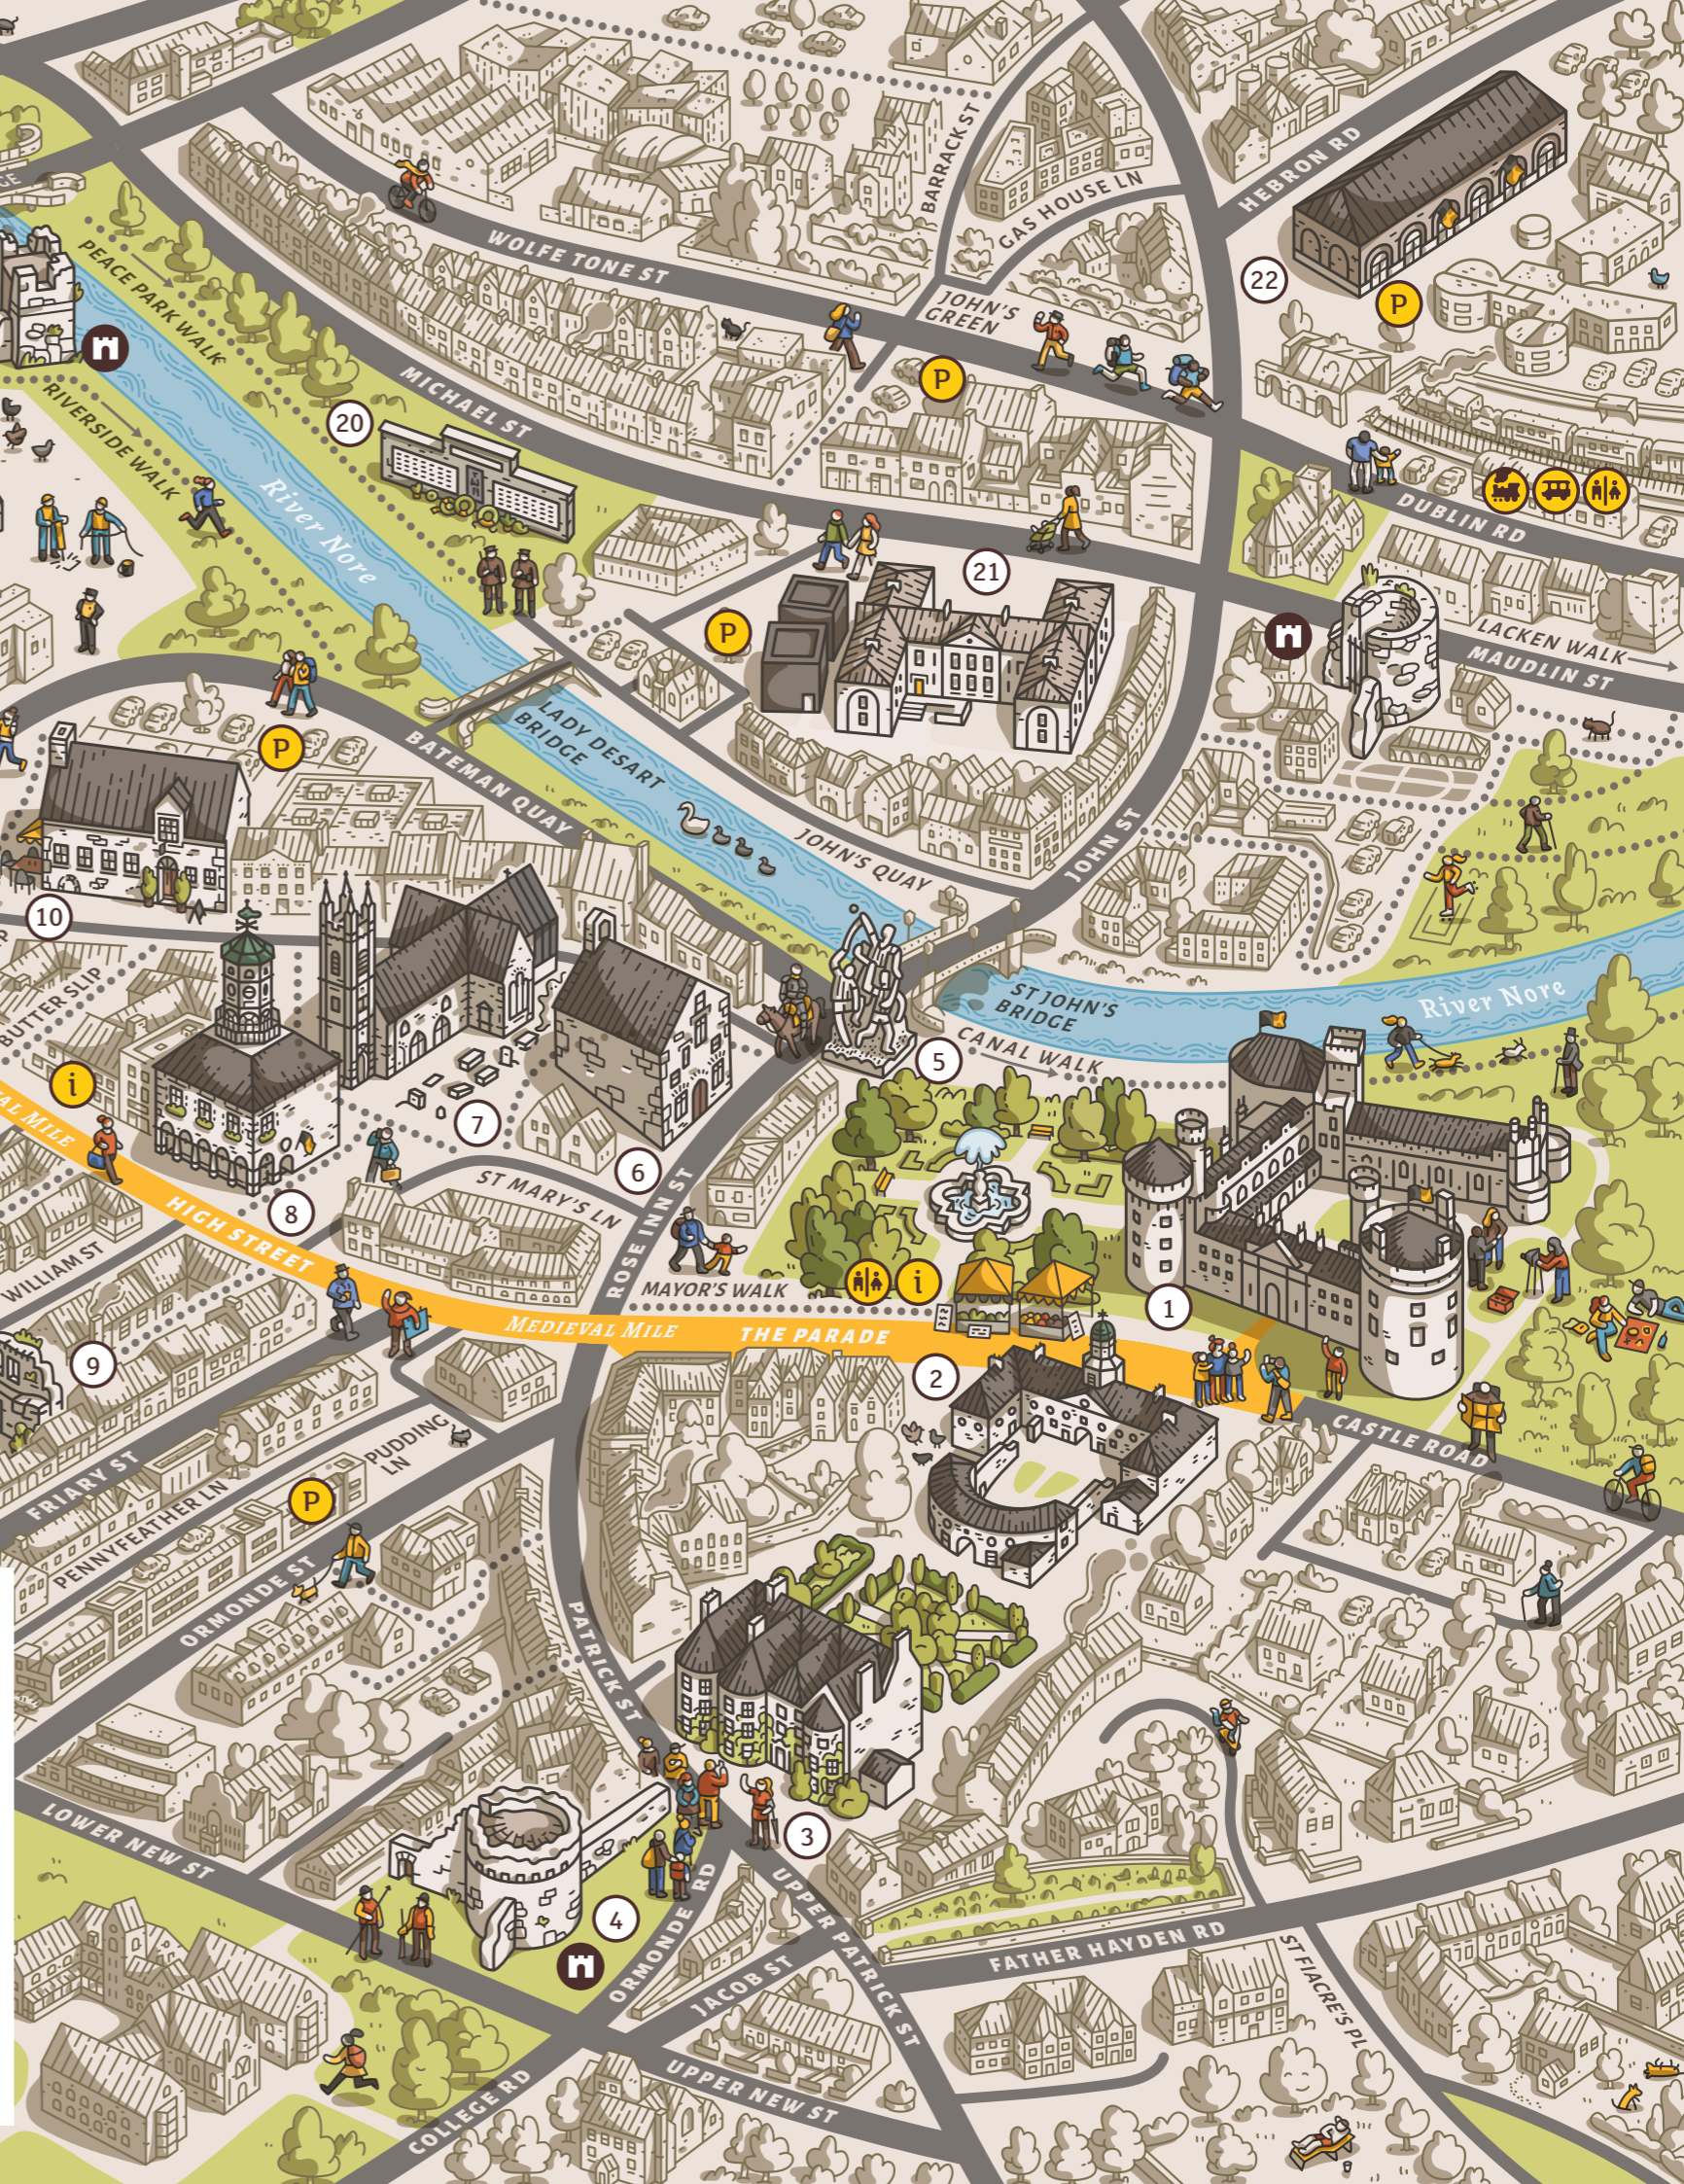 BARRACK ST
GAS HOUSE LN
HEBRON RD
GE
PEACE PARK WALK
WOLFE TONE ST
22
P
JOHN'S
GREEN
P
RIVERSIDE WALK
MICHAEL ST
20
River Nore
DUBLIN RD
21
P
LACKEN WALK
MAUDLIN ST
P
LADY DESART
BRIDGE
BATEMAN QUAY
JOHN'S QUAY
JOHN ST
10
BUTTER SLIP
ST JOHN'S
BRIDGE
River Nore
CANAL WALK
5
i
AL MILE
7
6
ST MARY'S LN
8
HIGH STREET
ROSE INN ST
WILLIAM ST
MAYOR'S WALK
i
1
MEDIEVAL MILE
THE PARADE
9
2
CASTLE ROAD
FRIARY ST
PUDDING
LN
PENNYFEATHER LN
P
ORMONDE ST
PATRICK ST
LOWER NEW ST
3
4
ORMONDE RD
UPPER PATRICK ST
JACOB ST
FATHER HAYDEN RD
ST FIACRE'S PL
UPPER NEW ST
COLLEGE RD